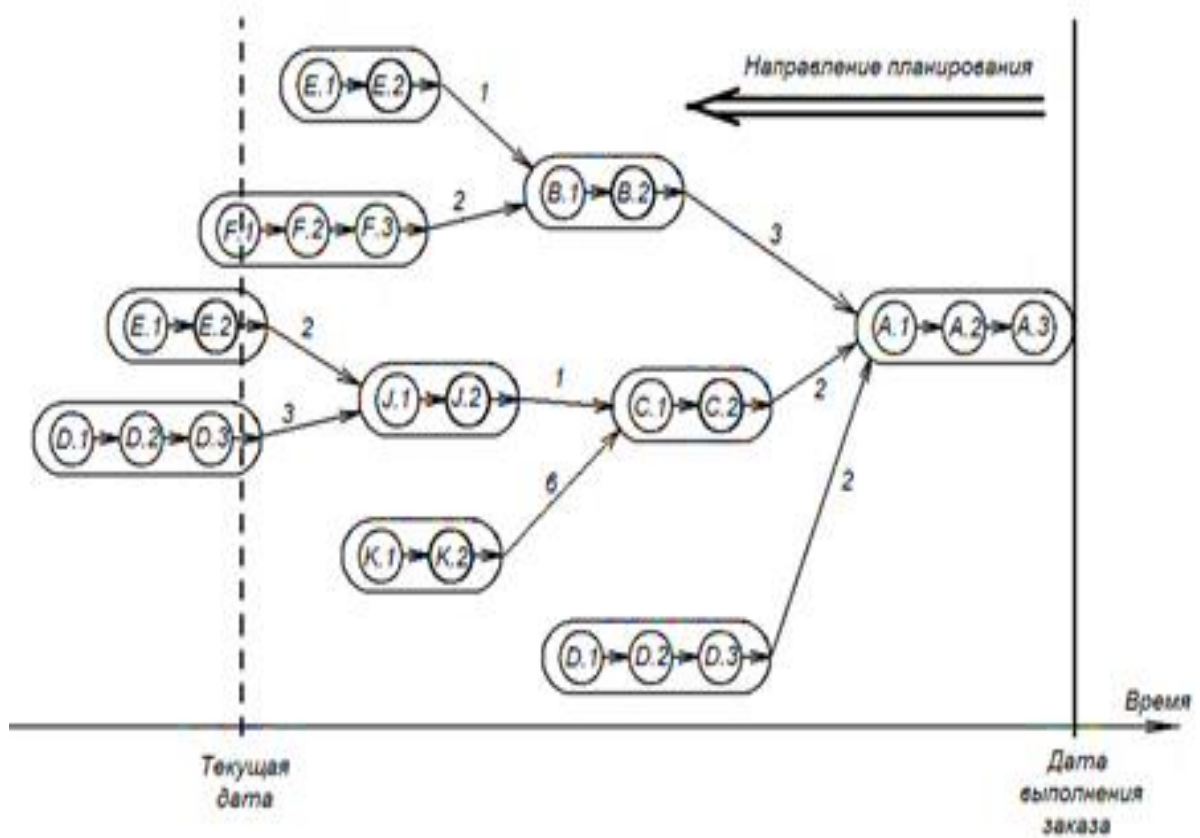 E.1 E.2
1
Направление планирования
B.1 B.2
F.1 F.2 F.3
2
3
E.1 E.2
2
A.1 A.2 A.3
J.1 J.2
1
C.1 C.2
2
D.1 D.2 D.3
3
6
2
K.1 K.2
D.1 D.2 D.3
Время
Текущая
дата
Дата
выполнения
заказа